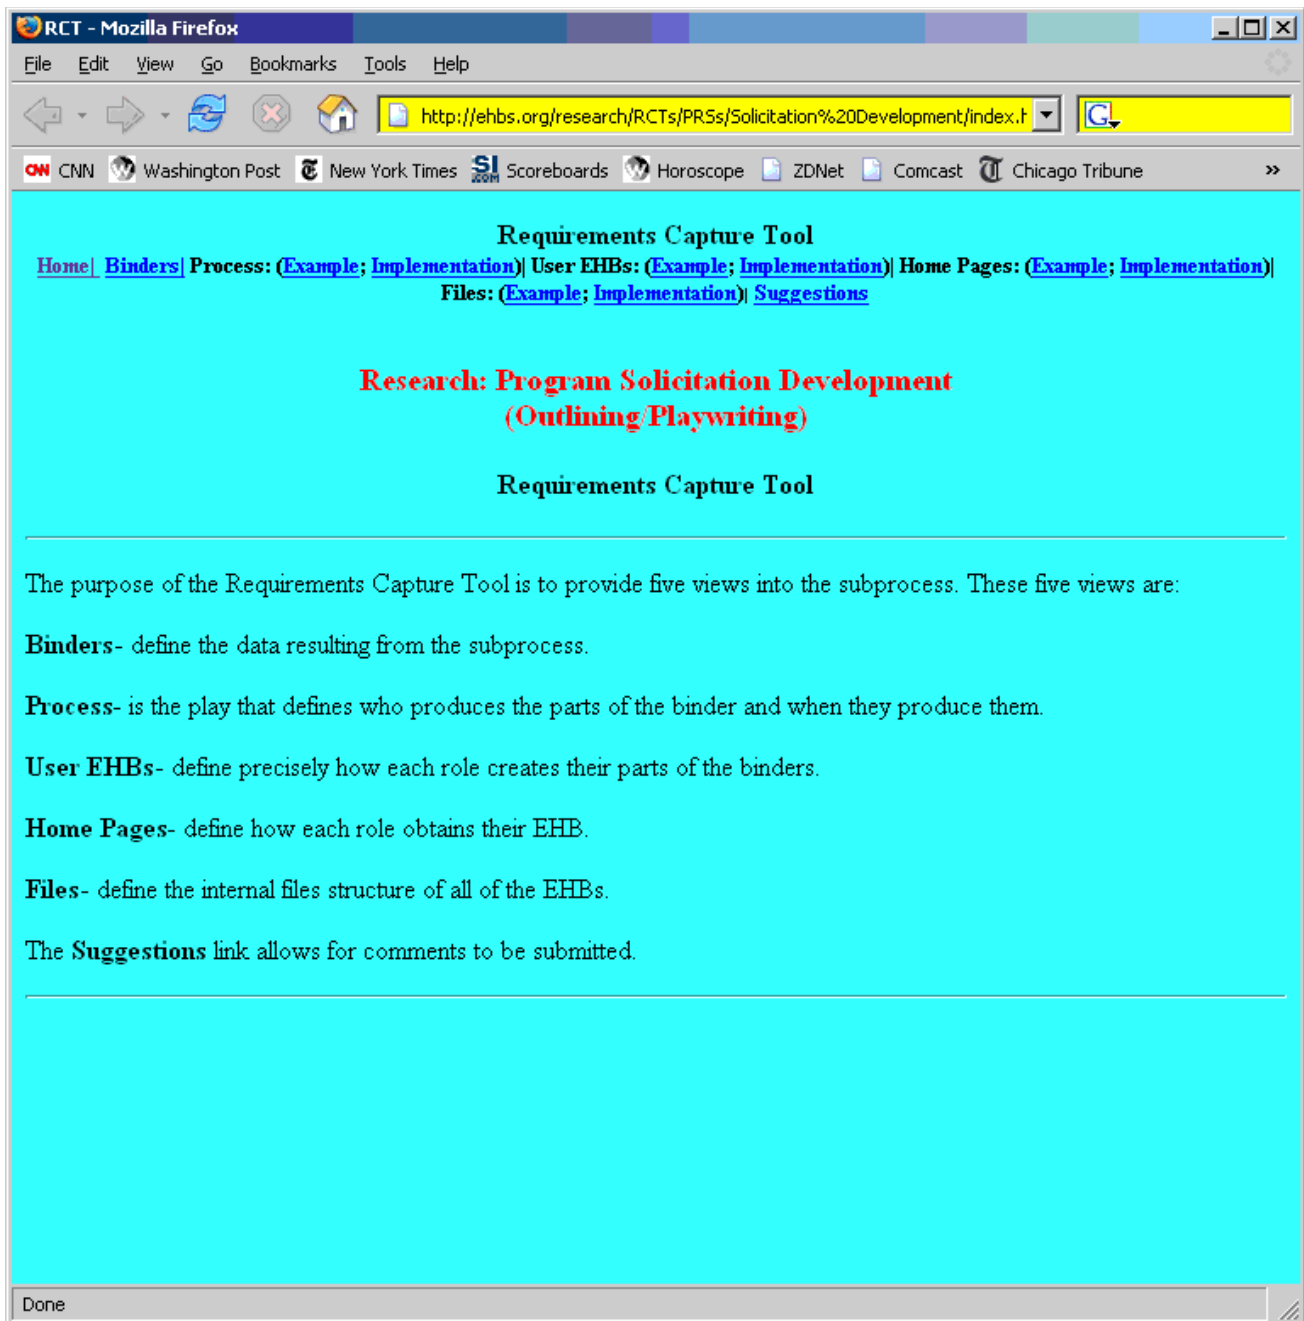 RCT - Mozilla Firefox
File Edit View Go Bookmarks Tools Help
http://ehbs.org/research/RCTs/PRSs/Solicitation%20Development/index.h G
CNN CNN Washington Post New York Times SI.COM Scoreboards Horoscope ZDNet Comcast Chicago Tribune »
Requirements Capture Tool
Home| Binders| Process: (Example; Implementation)| User EHBs: (Example; Implementation)| Home Pages: (Example; Implementation)|
Files: (Example; Implementation)| Suggestions
Research: Program Solicitation Development
(Outlining/Playwriting)
Requirements Capture Tool
The purpose of the Requirements Capture Tool is to provide five views into the subprocess. These five views are:
Binders- define the data resulting from the subprocess.
Process- is the play that defines who produces the parts of the binder and when they produce them.
User EHBs- define precisely how each role creates their parts of the binders.
Home Pages- define how each role obtains their EHB.
Files- define the internal files structure of all of the EHBs.
The Suggestions link allows for comments to be submitted.
Done